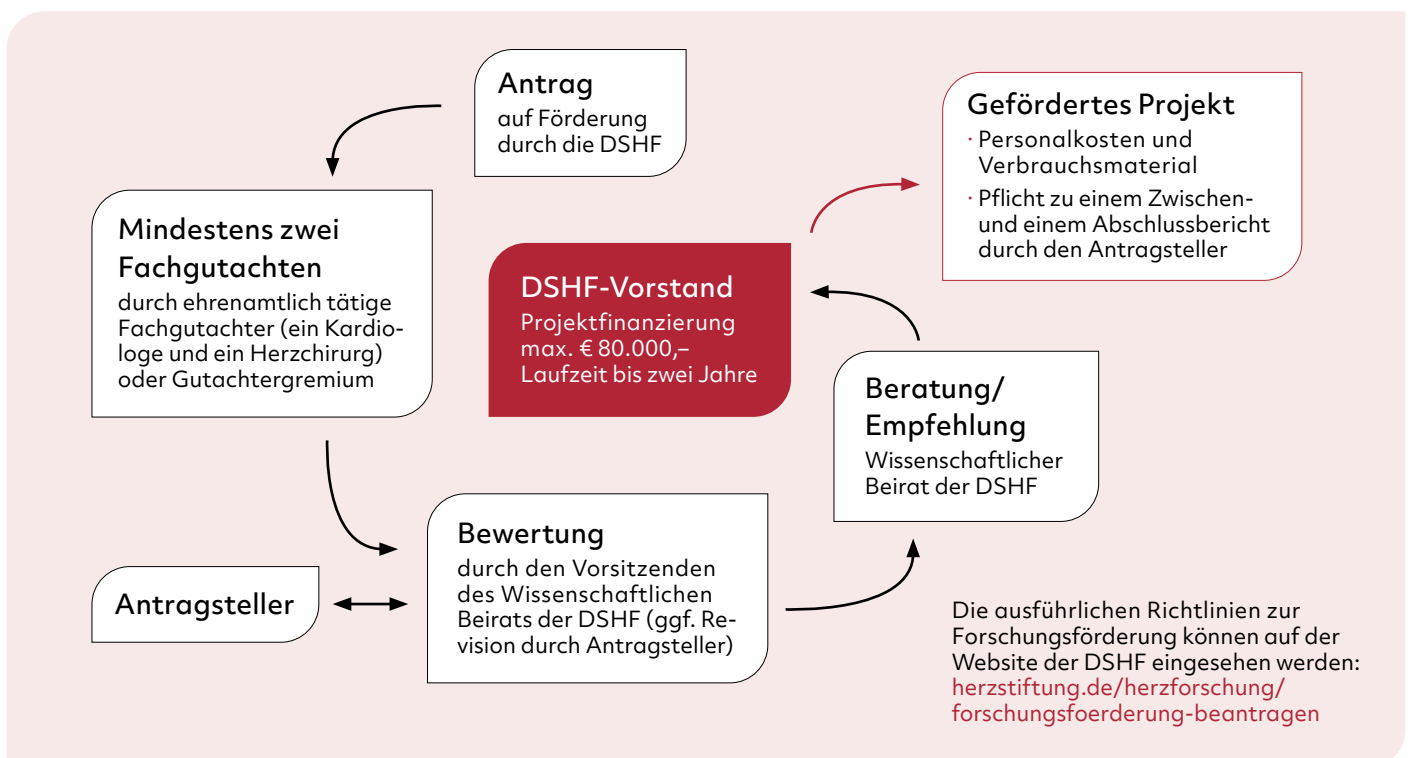 Antrag
auf Förderung
durch die DSHF
Mindestens zwei
Fachgutachten
durch ehrenamtlich tätige
Fachgutachter (ein Kardio-
loge und ein Herzchirurg)
oder Gutachtergremium
Antragsteller
Bewertung
durch den Vorsitzenden
des Wissenschaftlichen
Beirats der DSHF (ggf. Re-
vision durch Antragsteller)
Beratung/
Empfehlung
Wissenschaftlicher
Beirat der DSHF
DSHF-Vorstand
Projektfinanzierung
max. € 80.000,–
Laufzeit bis zwei Jahre
Gefördertes Projekt
· Personalkosten und
Verbrauchsmaterial
· Pflicht zu einem Zwischen-
und einem Abschlussbericht
durch den Antragsteller
Die ausführlichen Richtlinien zur
Forschungsförderung können auf der
Website der DSHF eingesehen werden:
herzstiftung.de/herzforschung/
forschungsfoerderung-beantragen